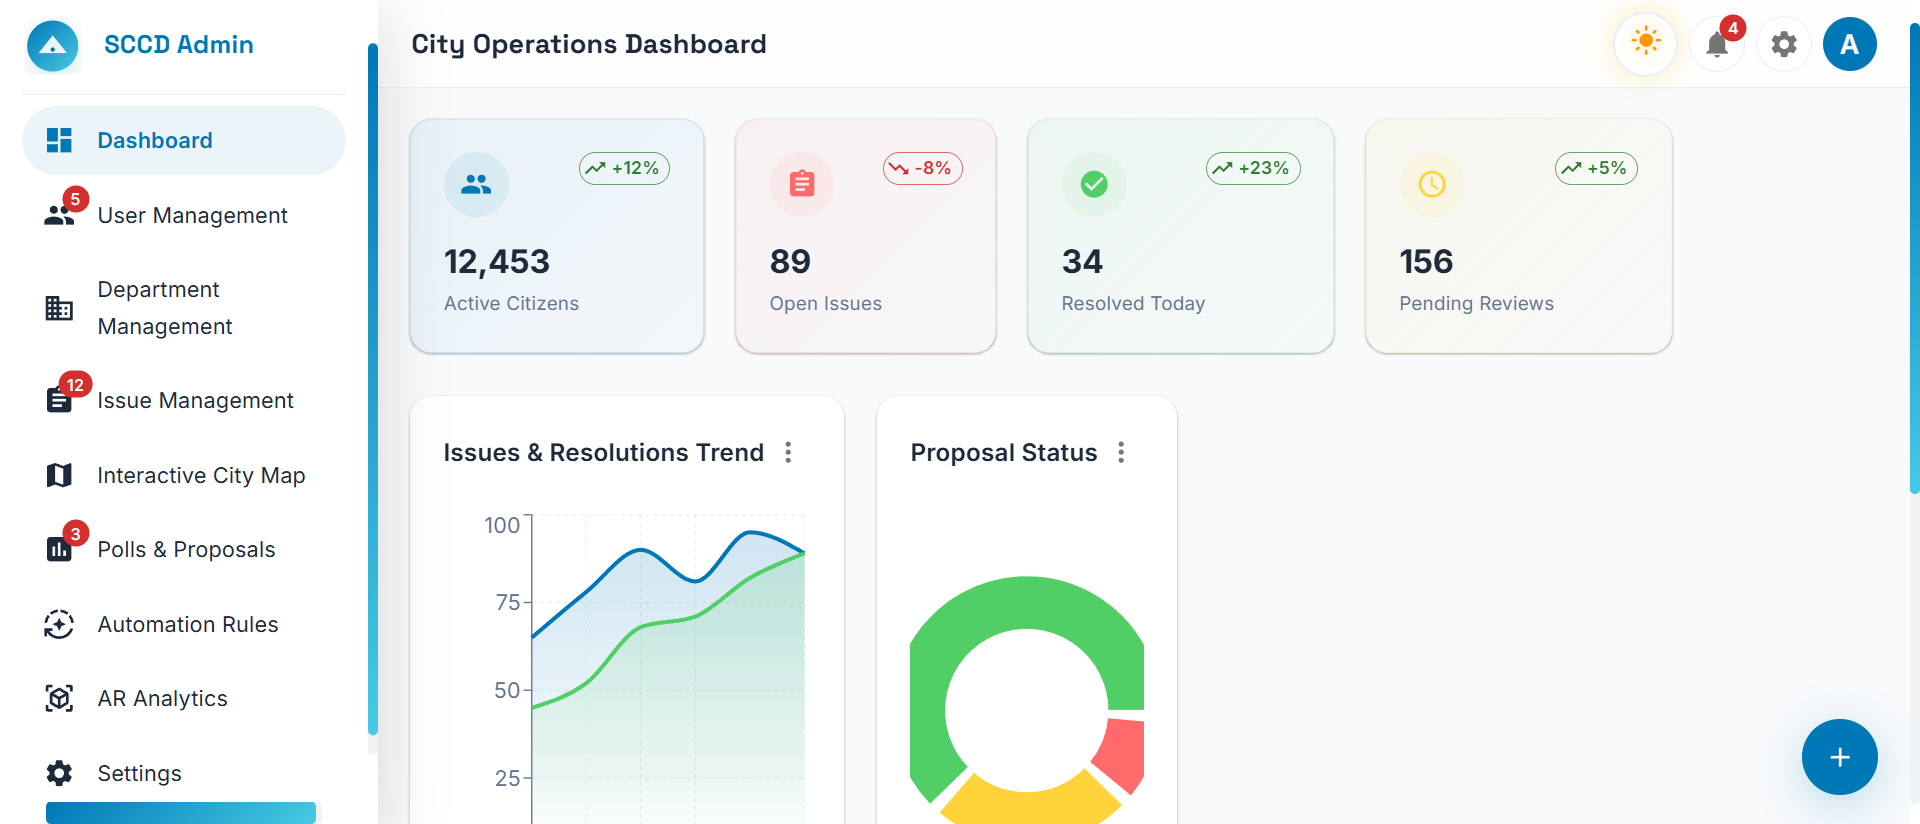 SCCD Admin
City Operations Dashboard
4
A
Dashboard
5
User Management
Department
Management
12
Issue Management
Interactive City Map
3
Polls & Proposals
Automation Rules
AR Analytics
Settings
+12%
12,453
Active Citizens
-8%
89
Open Issues
+23%
34
Resolved Today
+5%
156
Pending Reviews
Issues & Resolutions Trend
100
75
50
25
Proposal Status